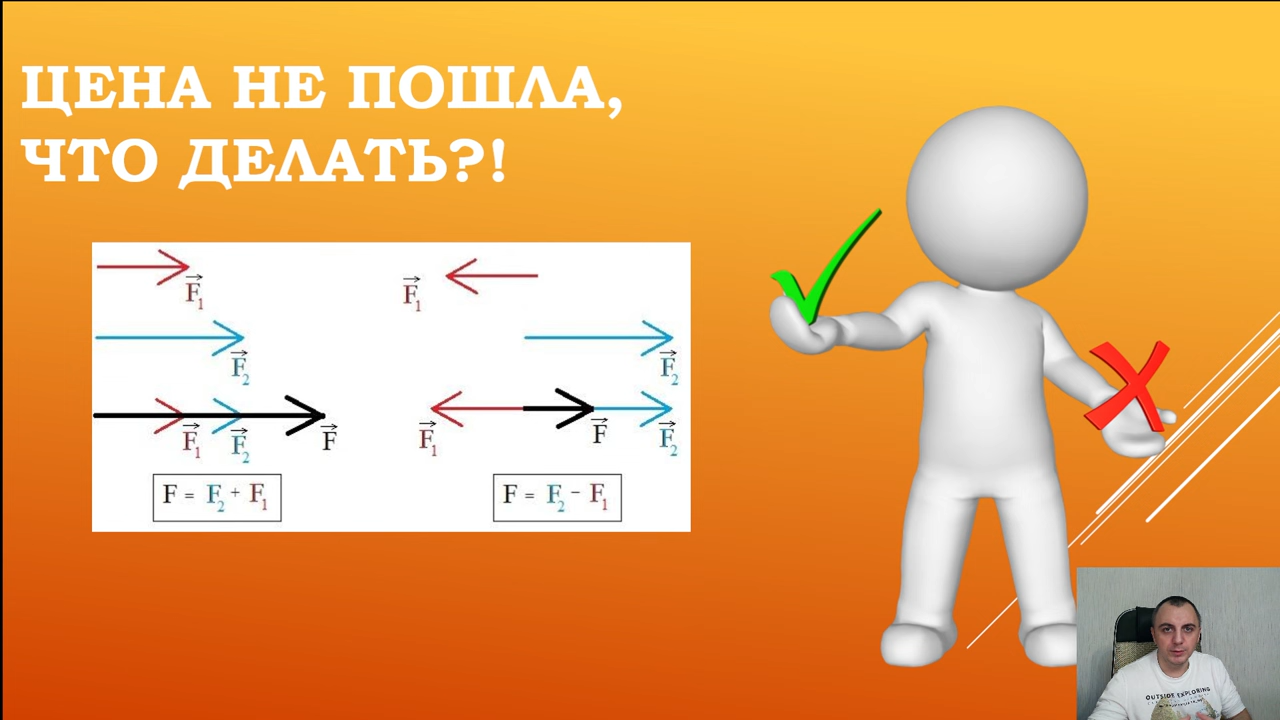 ЦЕНА НЕ ПОШЛА,
ЧТО ДЕЛАТЬ?!
F₁
F₁
F₂
F₂
F₁ F₂ F
F₁ F F₂
F = F₂ + F₁
F = F₂ − F₁
OUTSIDE EXPLORING